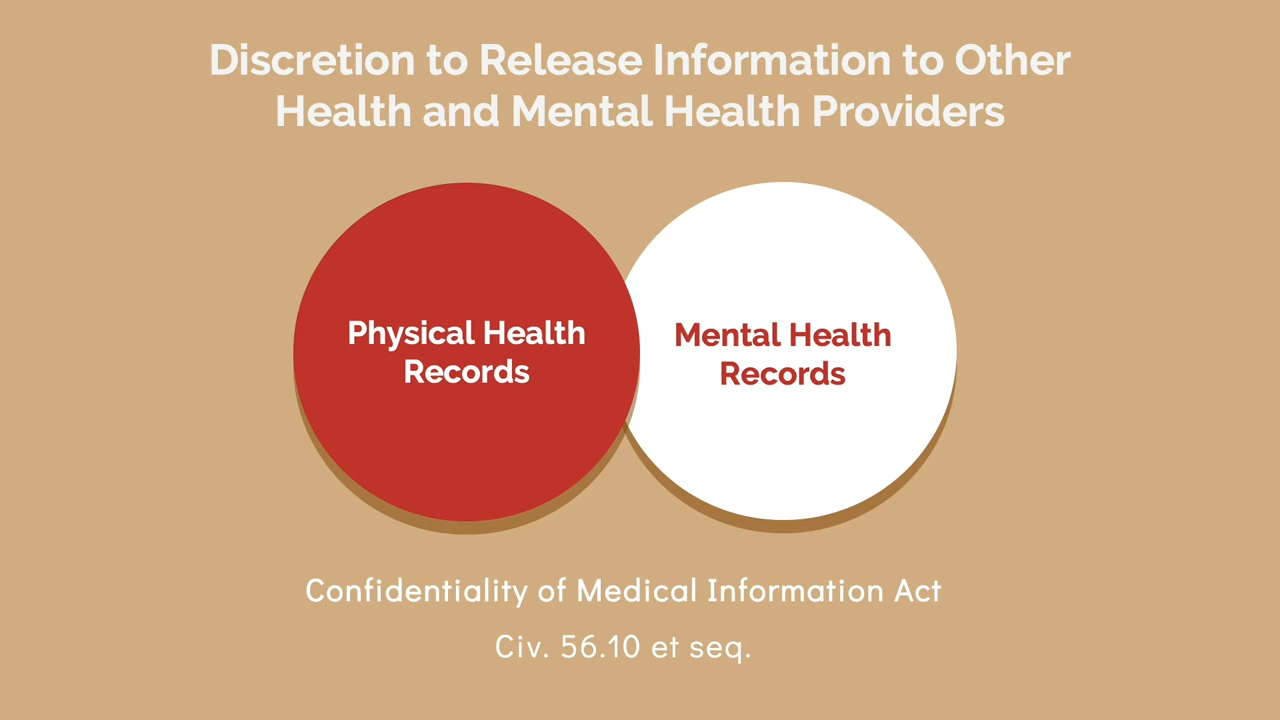 Discretion to Release Information to Other
Health and Mental Health Providers
Physical Health
Records
Mental Health
Records
Confidentiality of Medical Information Act
Civ. 56.10 et seq.